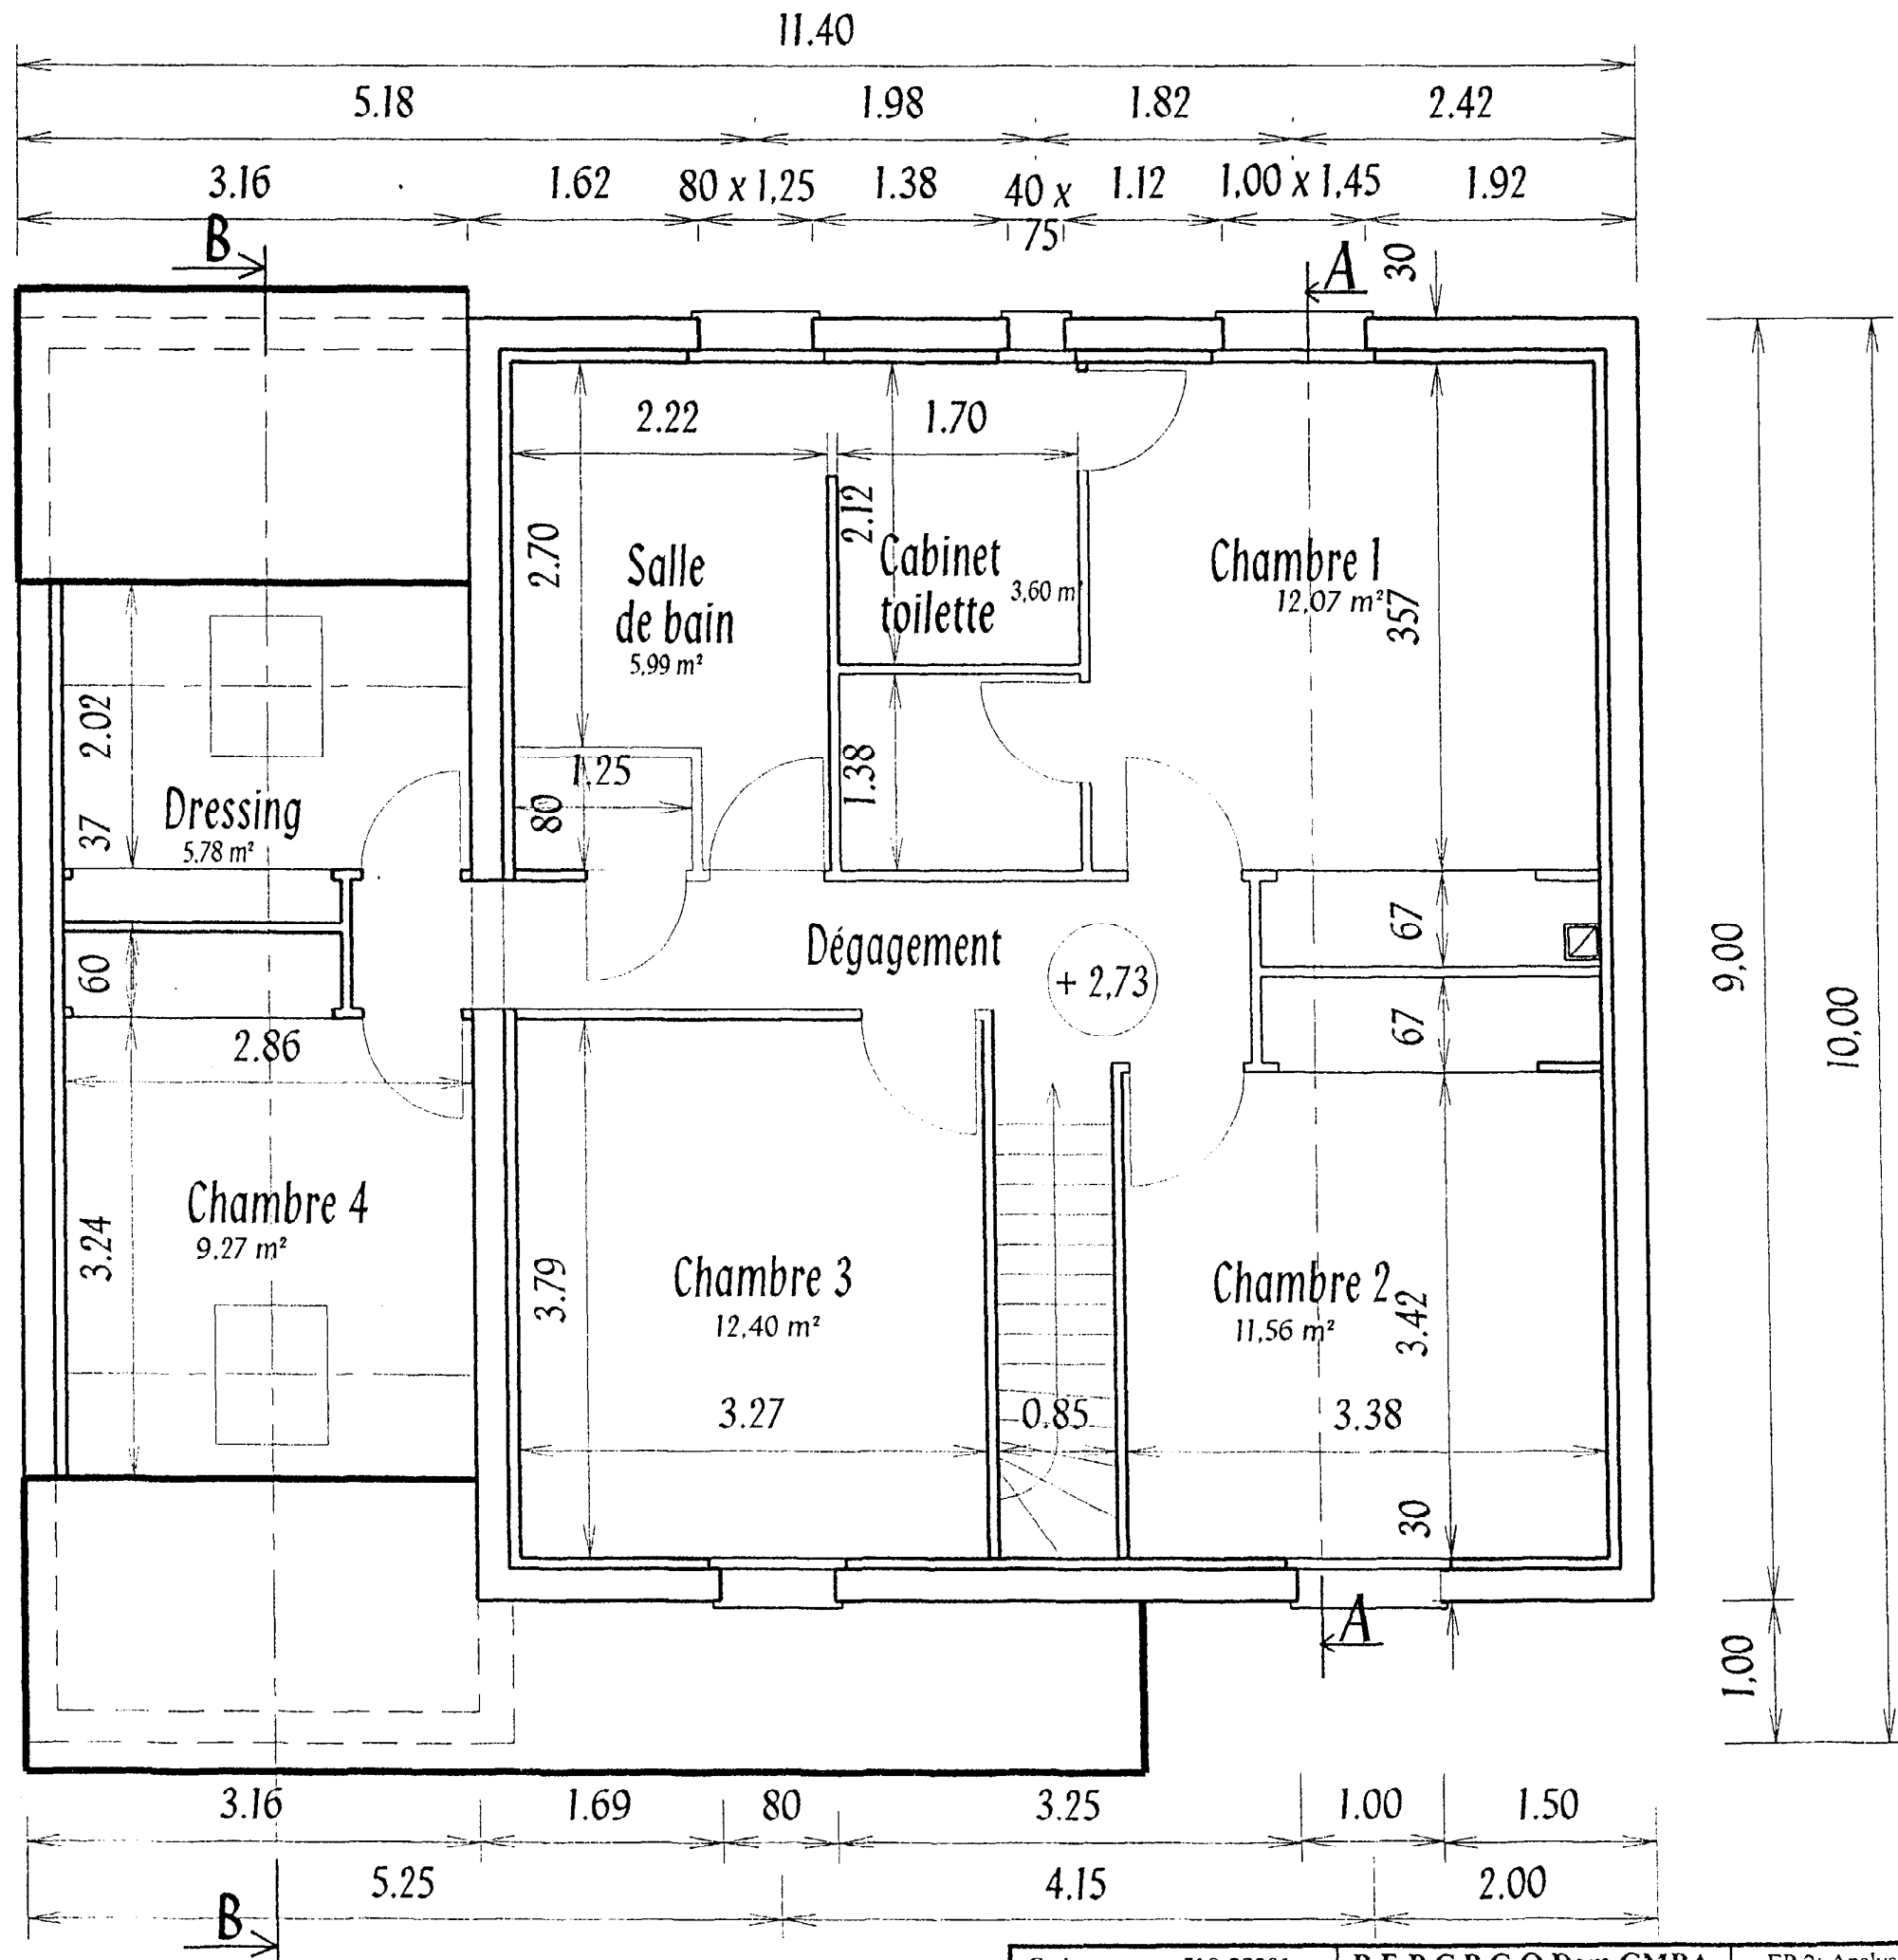 11.40
5.18 1.98 1.82 2.42
3.16 1.62 80 x 1,25 1.38 40 x 1.12 1,00 x 1.45 1.92
75
B
A
30
2.22
1.70
2.70
2.12
357
Salle
de bain
5,99 m²
Cabinet
toilette
3,60 m
Chambre 1
12,07 m²
2.02
37
Dressing
5,78 m²
1.25
80
1.38
60
67
67
Dégagement
+ 2,73
9,00
10,00
2.86
Chambre 4
9.27 m²
3.24
3.79
Chambre 3
12,40 m²
Chambre 2
11,56 m²
3.42
3.27
0.85
3.38
30
A
1,00
3.16 1.69 80 3.25 1.00 1.50
5.25 4.15 2.00
B